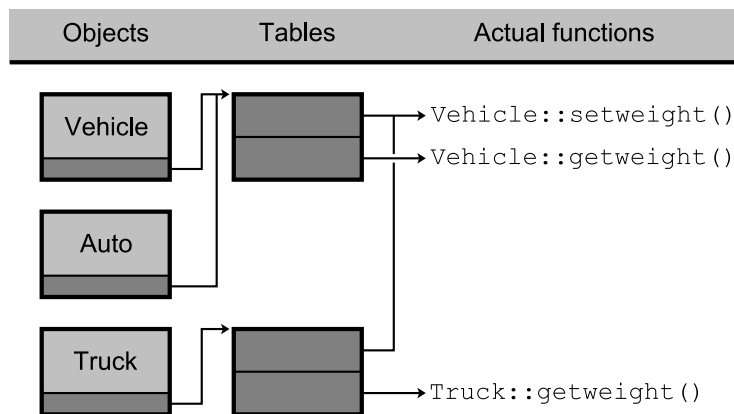 Objects Tables Actual functions
Vehicle
Vehicle::setweight()
Vehicle::getweight()
Auto
Truck
Truck::getweight()